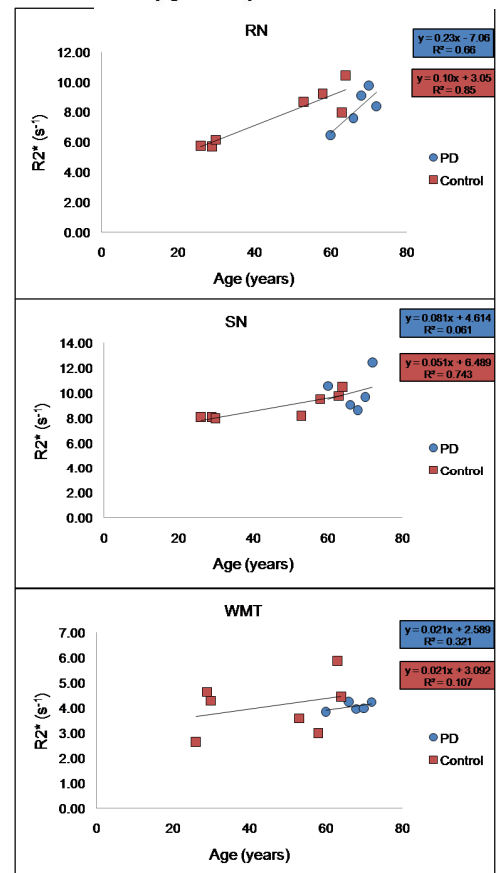 RN
y = 0.23x - 7.06
R² = 0.66
y = 0.10x + 3.05
R² = 0.85
12.00
10.00
8.00
6.00
4.00
2.00
0.00
R2* (s⁻¹)
0 20 40 60 80
Age (years)
PD
Control
SN
y = 0.081x + 4.614
R² = 0.061
y = 0.051x + 6.489
R² = 0.743
14.00
12.00
10.00
8.00
6.00
4.00
2.00
0.00
R2* (s⁻¹)
0 20 40 60 80
Age (years)
PD
Control
WMT
y = 0.021x + 2.589
R² = 0.321
y = 0.021x + 3.092
R² = 0.107
7.00
6.00
5.00
4.00
3.00
2.00
1.00
0.00
R2* (s⁻¹)
0 20 40 60 80
Age (years)
PD
Control